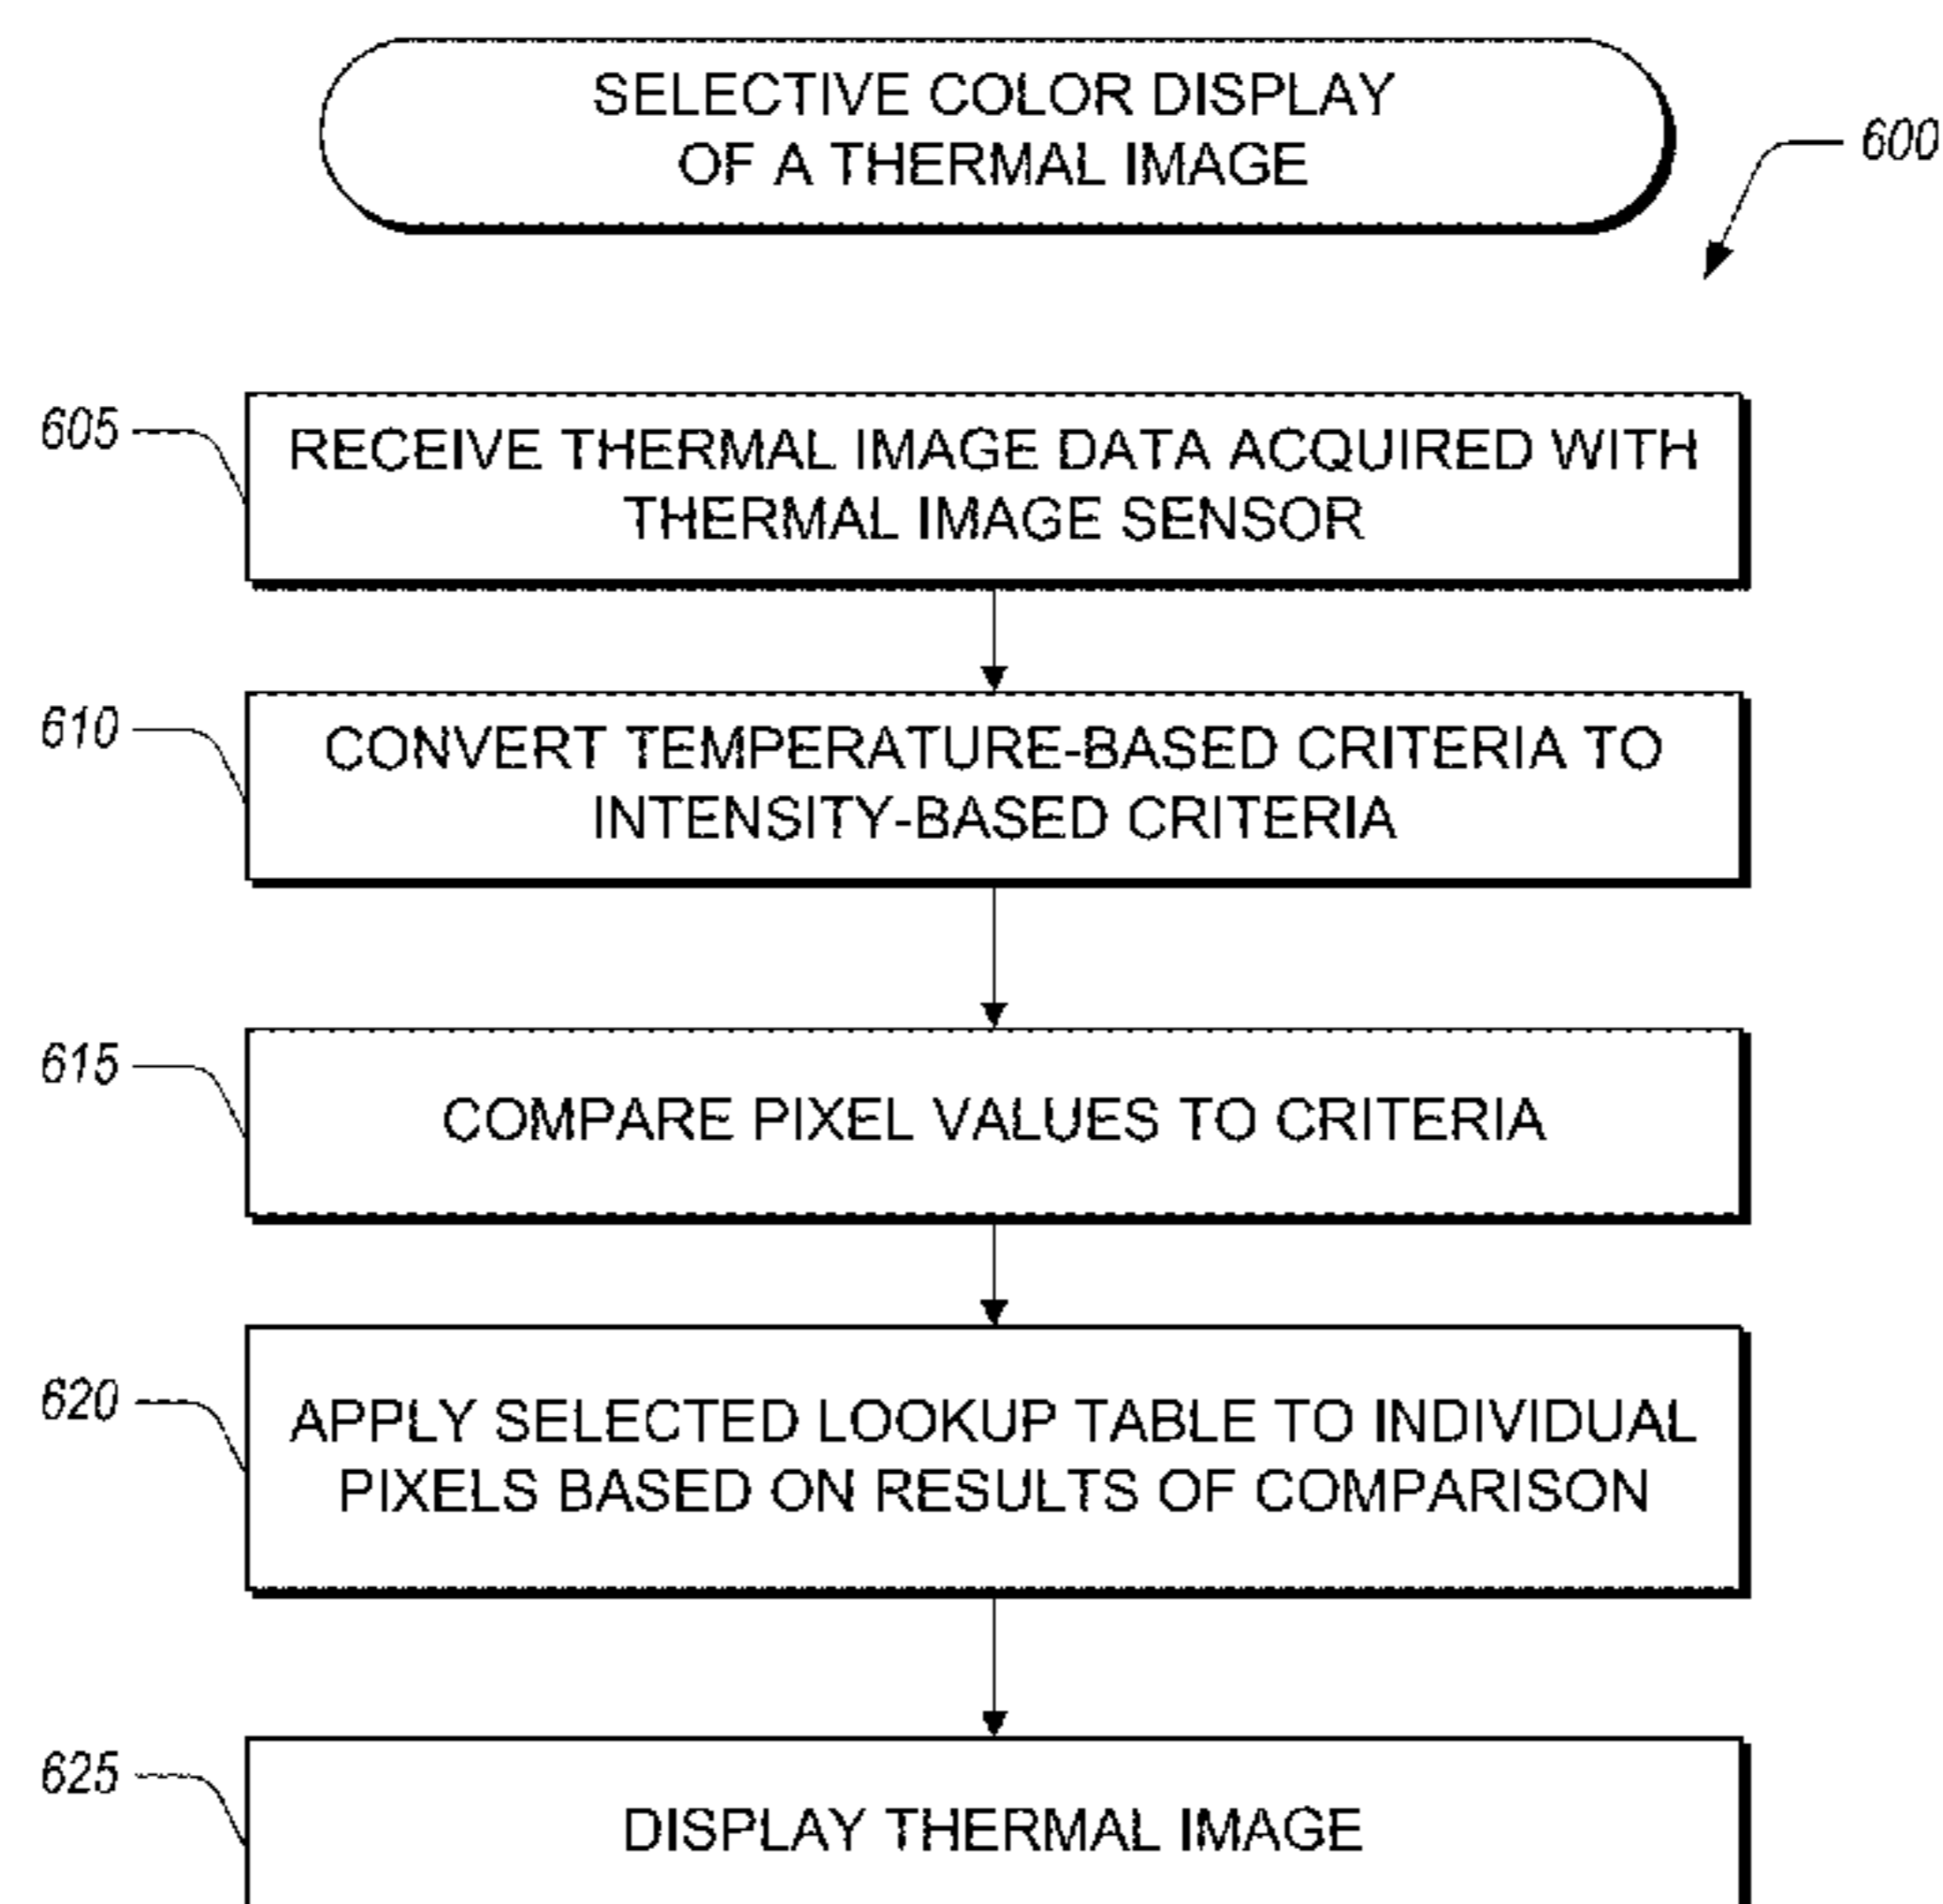 SELECTIVE COLOR DISPLAY
OF A THERMAL IMAGE
600
605
RECEIVE THERMAL IMAGE DATA ACQUIRED WITH
THERMAL IMAGE SENSOR
610
CONVERT TEMPERATURE-BASED CRITERIA TO
INTENSITY-BASED CRITERIA
615
COMPARE PIXEL VALUES TO CRITERIA
620
APPLY SELECTED LOOKUP TABLE TO INDIVIDUAL
PIXELS BASED ON RESULTS OF COMPARISON
625
DISPLAY THERMAL IMAGE